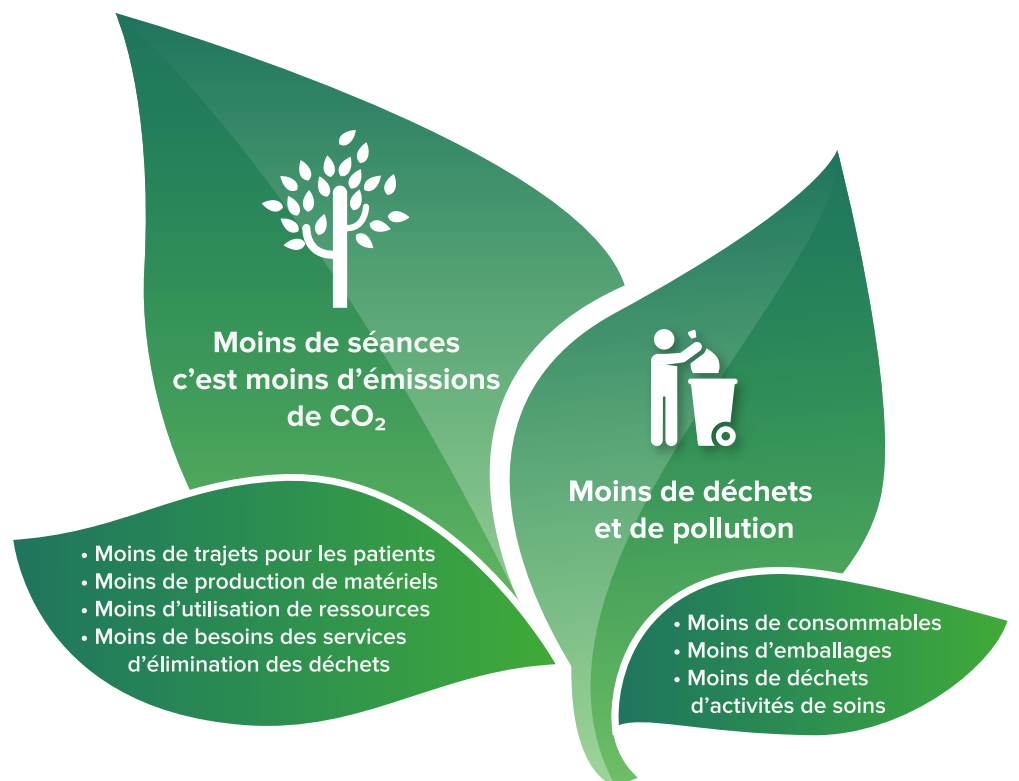 Moins de séances
c’est moins d’émissions
de CO₂
• Moins de trajets pour les patients
• Moins de production de matériels
• Moins d’utilisation de ressources
• Moins de besoins des services
d’élimination des déchets
Moins de déchets
et de pollution
• Moins de consommables
• Moins d’emballages
• Moins de déchets
d’activités de soins